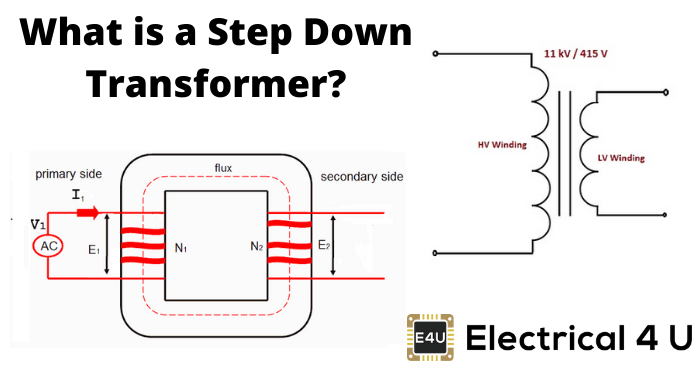 What is a Step Down
Transformer?
11 kV / 415 V
HV Winding
LV Winding
primary side
flux
secondary side
I₁
V1
AC
E₁
N₁
N₂
E₂
E4U
Electrical 4 U